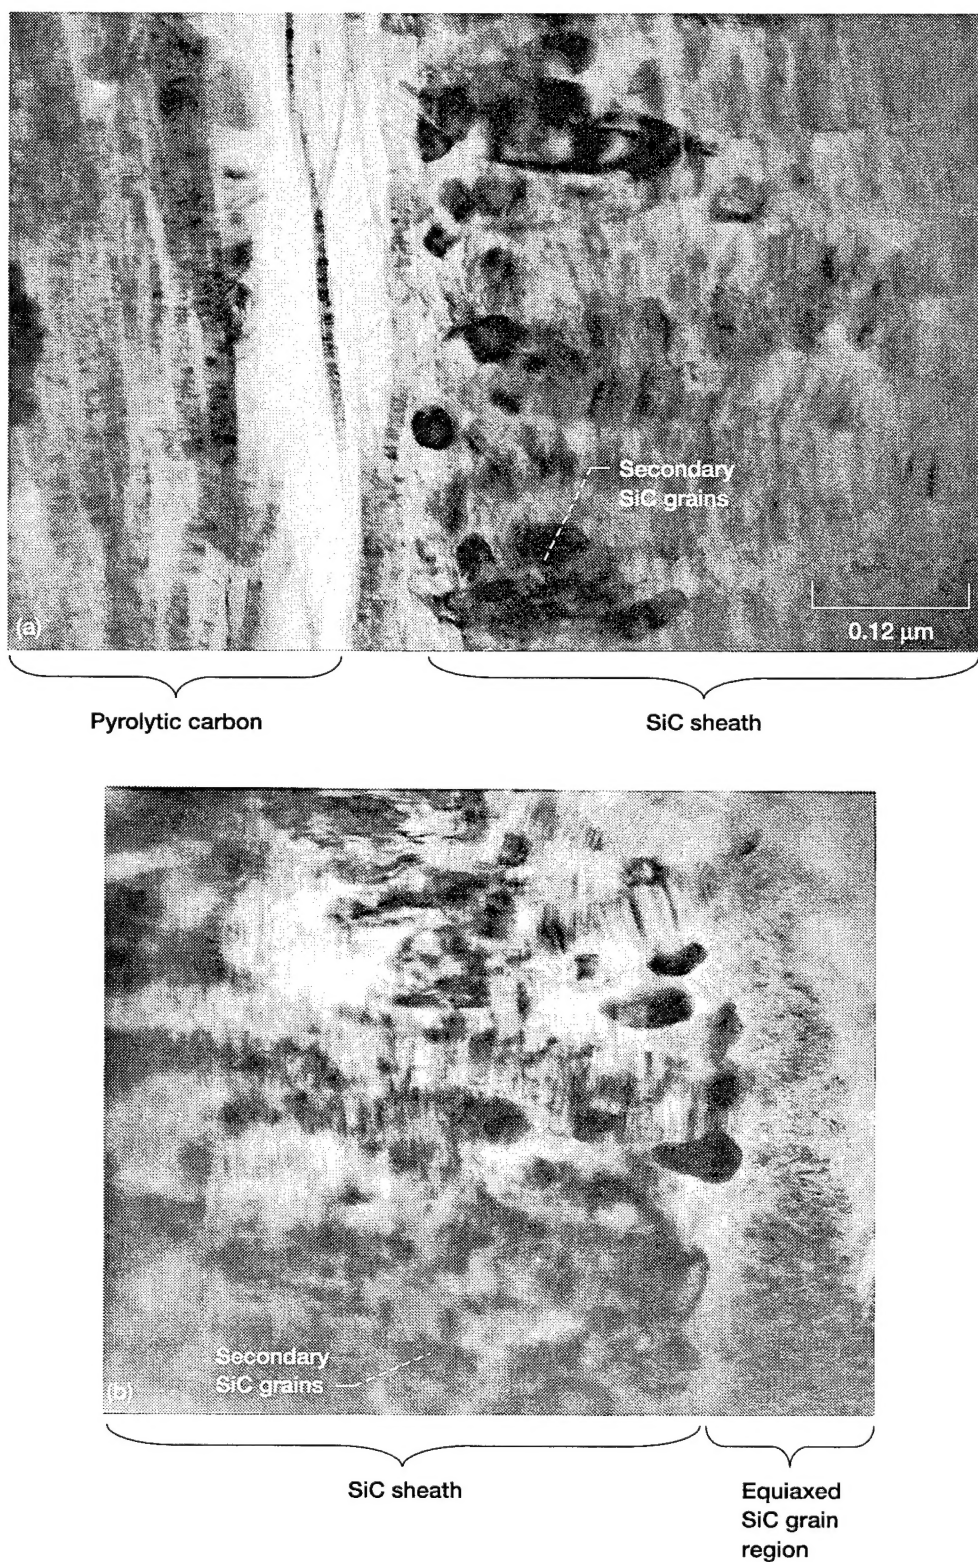 Secondary
SiC grains
(a)
0.12 μm
Pyrolytic carbon
SiC sheath
Secondary
SiC grains
(b)
SiC sheath
Equiaxed
SiC grain
region